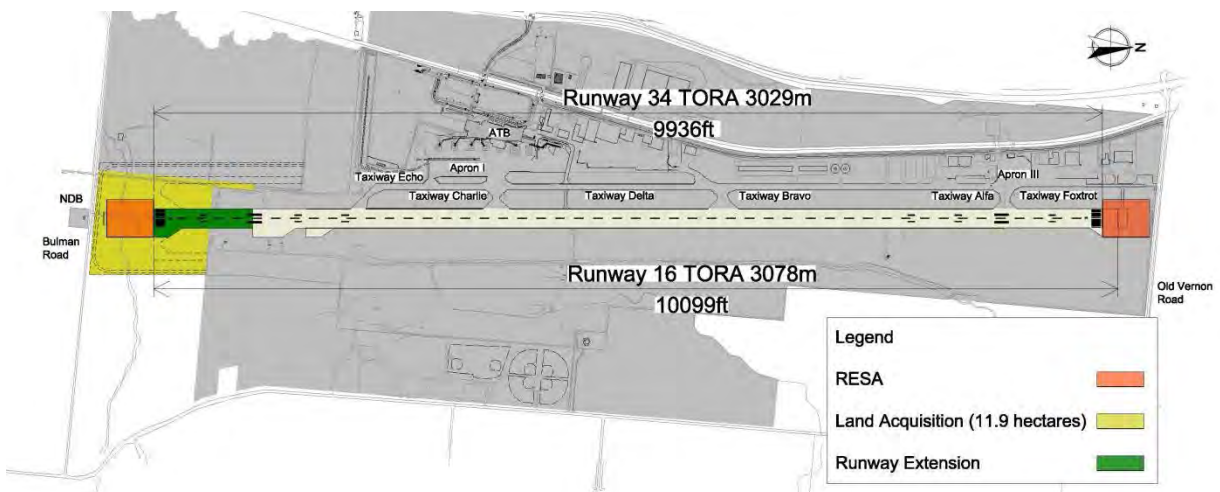 N
Runway 34 TORA 3029m
9936ft
ATB
Apron I
Taxiway Echo
Apron III
Taxiway Charlie
Taxiway Delta
Taxiway Bravo
Taxiway Alfa
Taxiway Foxtrot
NDB
Bulman
Road
Runway 16 TORA 3078m
10099ft
Old Vernon
Road
Legend
RESA
Land Acquisition (11.9 hectares)
Runway Extension